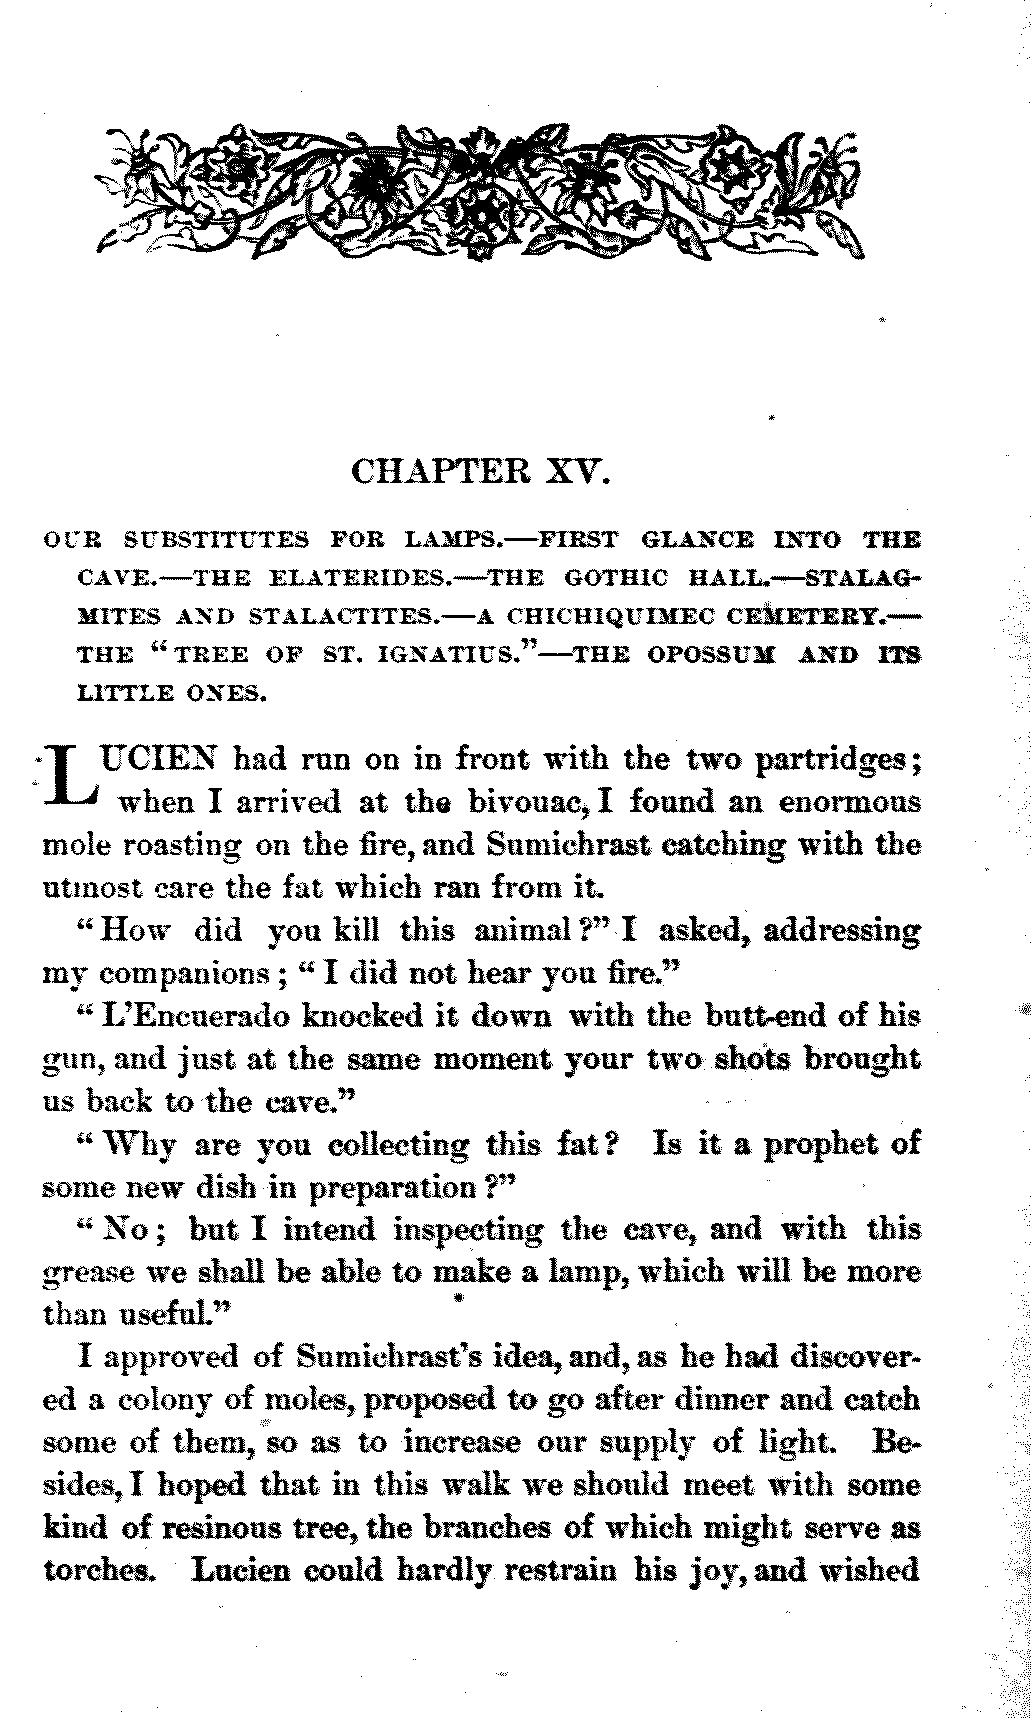 CHAPTER XV.
OUR SUBSTITUTES FOR LAMPS.—FIRST GLANCE INTO THE
CAVE.—THE ELATERIDES.—THE GOTHIC HALL.—STALAG-
MITES AND STALACTITES.—A CHICHIQUIMEC CEMETERY.—
THE “TREE OF ST. IGNATIUS.”—THE OPOSSUM AND ITS
LITTLE ONES.
LUCIEN had run on in front with the two partridges;
when I arrived at the bivouac, I found an enormous
mole roasting on the fire, and Sumichrast catching with the
utmost care the fat which ran from it.
“How did you kill this animal?” I asked, addressing
my companions; “I did not hear you fire.”
“L’Encuerado knocked it down with the butt-end of his
gun, and just at the same moment your two shots brought
us back to the cave.”
“Why are you collecting this fat? Is it a prophet of
some new dish in preparation?”
“No; but I intend inspecting the cave, and with this
grease we shall be able to make a lamp, which will be more
than useful.”
I approved of Sumichrast’s idea, and, as he had discover-
ed a colony of moles, proposed to go after dinner and catch
some of them, so as to increase our supply of light. Be-
sides, I hoped that in this walk we should meet with some
kind of resinous tree, the branches of which might serve as
torches. Lucien could hardly restrain his joy, and wished